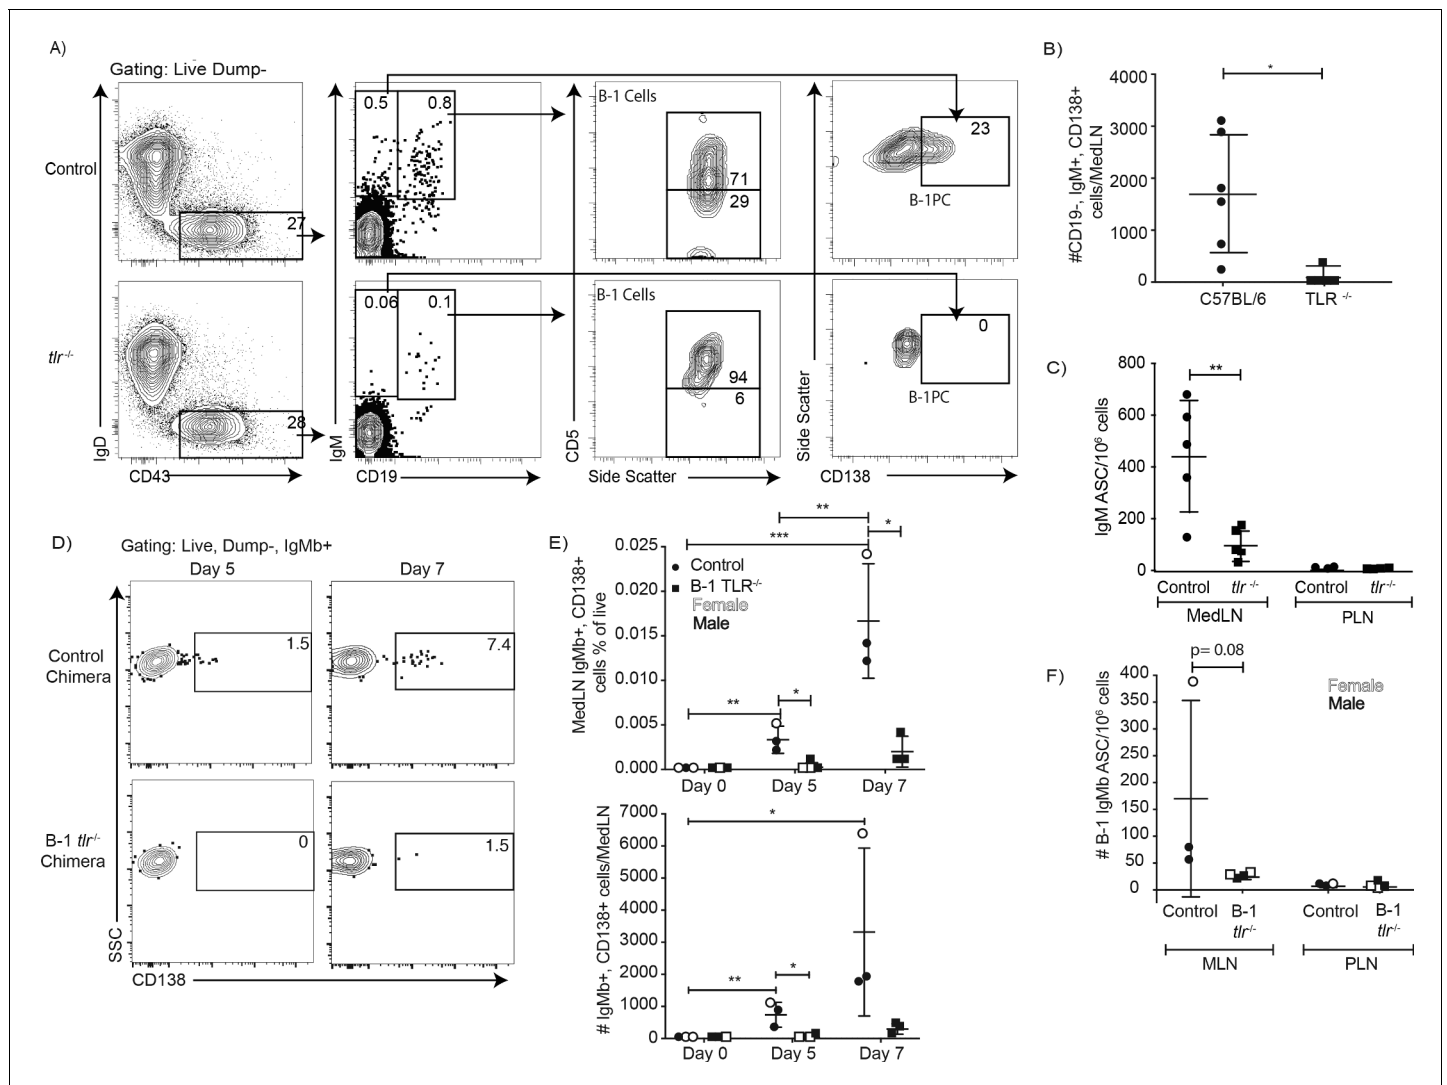 A)
Gating: Live Dump-
Control
tlr -/-
IgD
CD43
27
28
IgM
CD19
0.5
0.8
0.06
0.1
CD5
Side Scatter
B-1 Cells
71
29
B-1 Cells
94
6
Side Scatter
CD138
23
B-1PC
0
B-1PC
B)
#CD19-, IgM+, CD138+
cells/MedLN
4000
3000
2000
1000
0
*
C57BL/6
TLR -/-
C)
IgM ASC/10⁶ cells
800
600
400
200
0
**
Control
tlr -/-
Control
tlr -/-
MedLN
PLN
D)
Gating: Live, Dump-, IgMb+
Day 5
Day 7
Control
Chimera
1.5
7.4
B-1 tlr-/-
Chimera
0
1.5
SSC
CD138
E)
MedLN IgMb+, CD138+
cells % of live
0.025
0.020
0.015
0.010
0.005
0.000
**
***
*
**
*
Control
B-1 TLR-/-
Female
Male
Day 0
Day 5
Day 7
# IgMb+, CD138+ cells/MedLN
7000
6000
5000
4000
3000
2000
1000
0
*
**
*
Day 0
Day 5
Day 7
F)
# B-1 IgMb ASC/10⁶ cells
400
350
300
250
200
150
100
50
0
p= 0.08
Female
Male
Control
B-1
tlr-/-
Control
B-1
tlr-/-
MLN
PLN